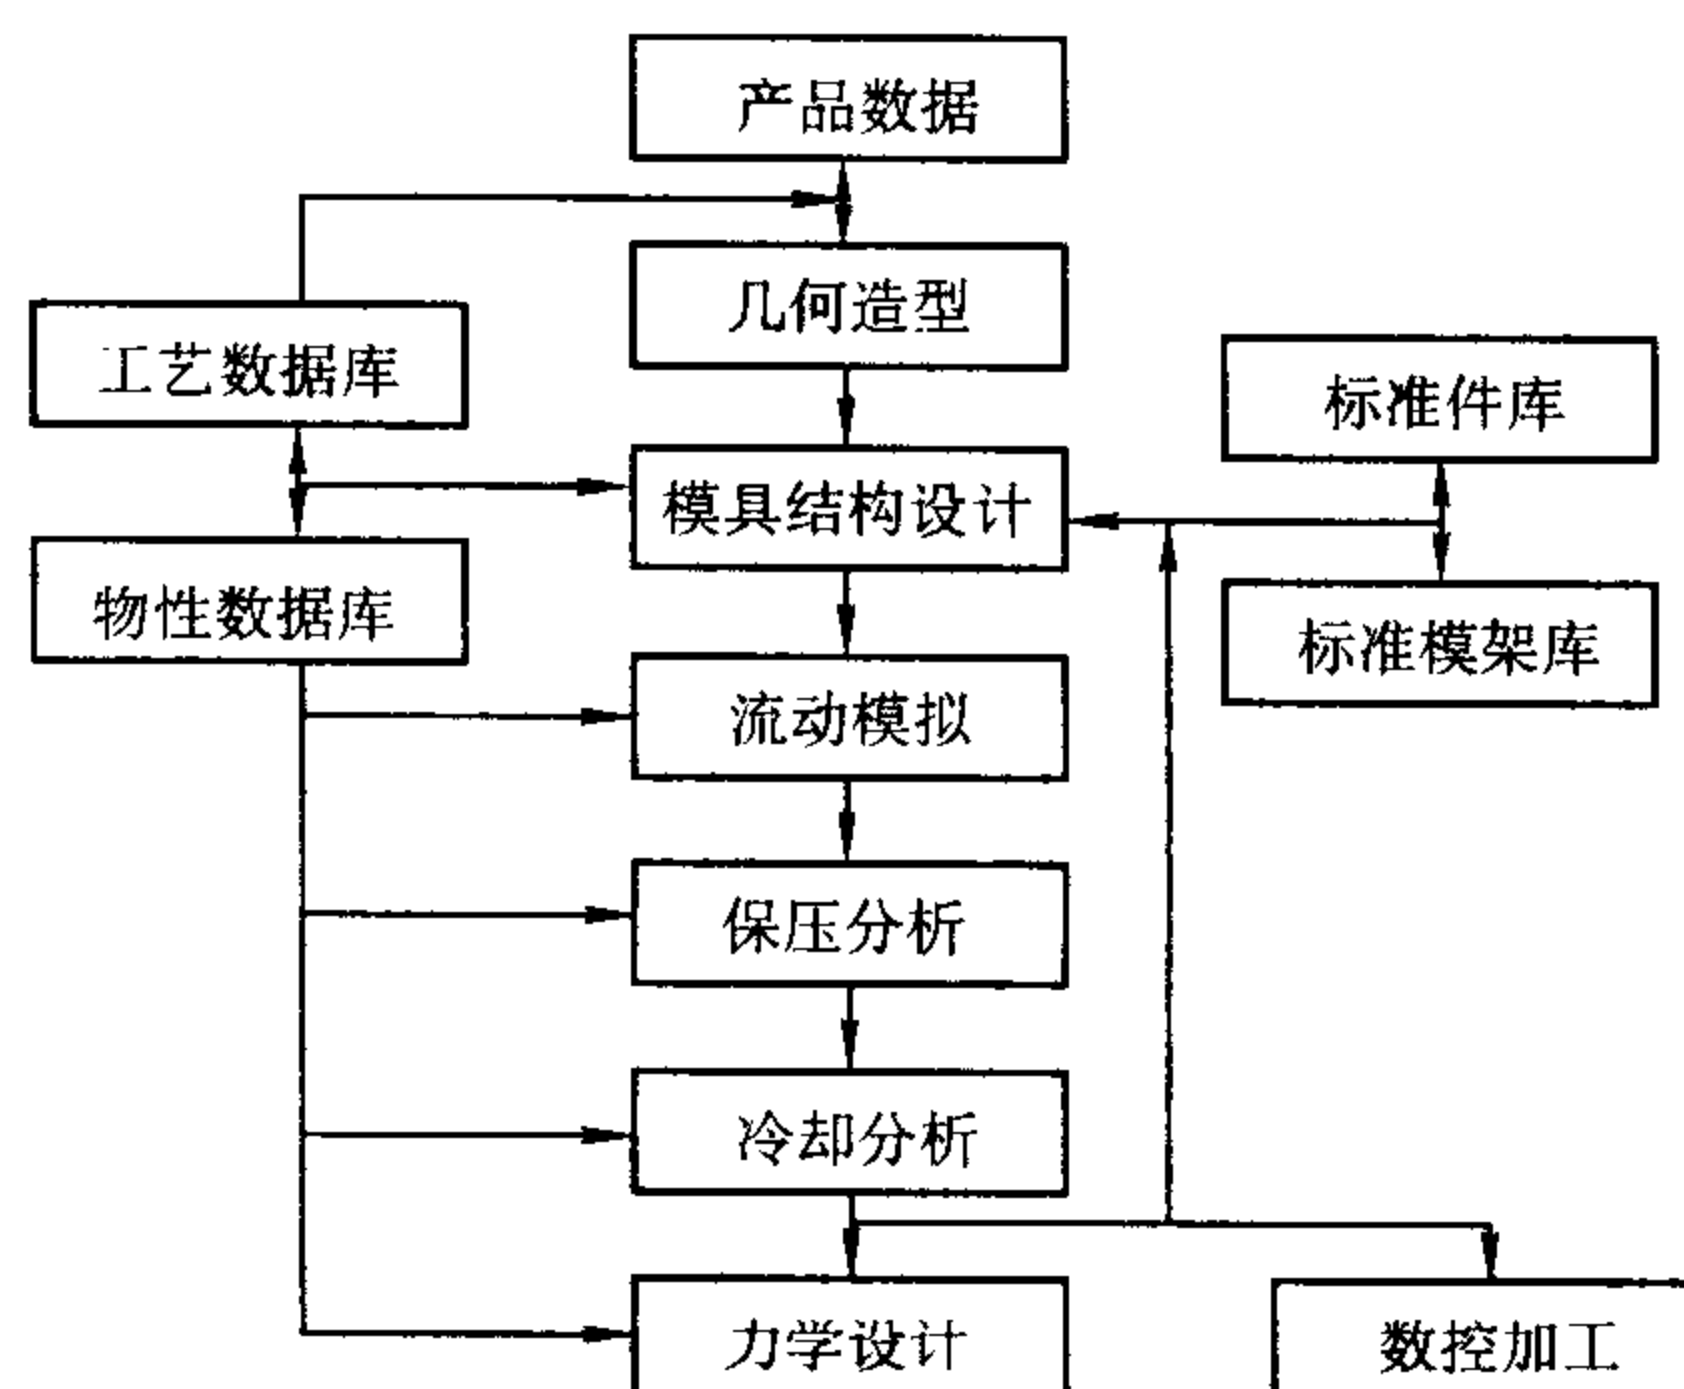 产品数据
几何造型
工艺数据库
标准件库
模具结构设计
物性数据库
标准模架库
流动模拟
保压分析
冷却分析
力学设计
数控加工